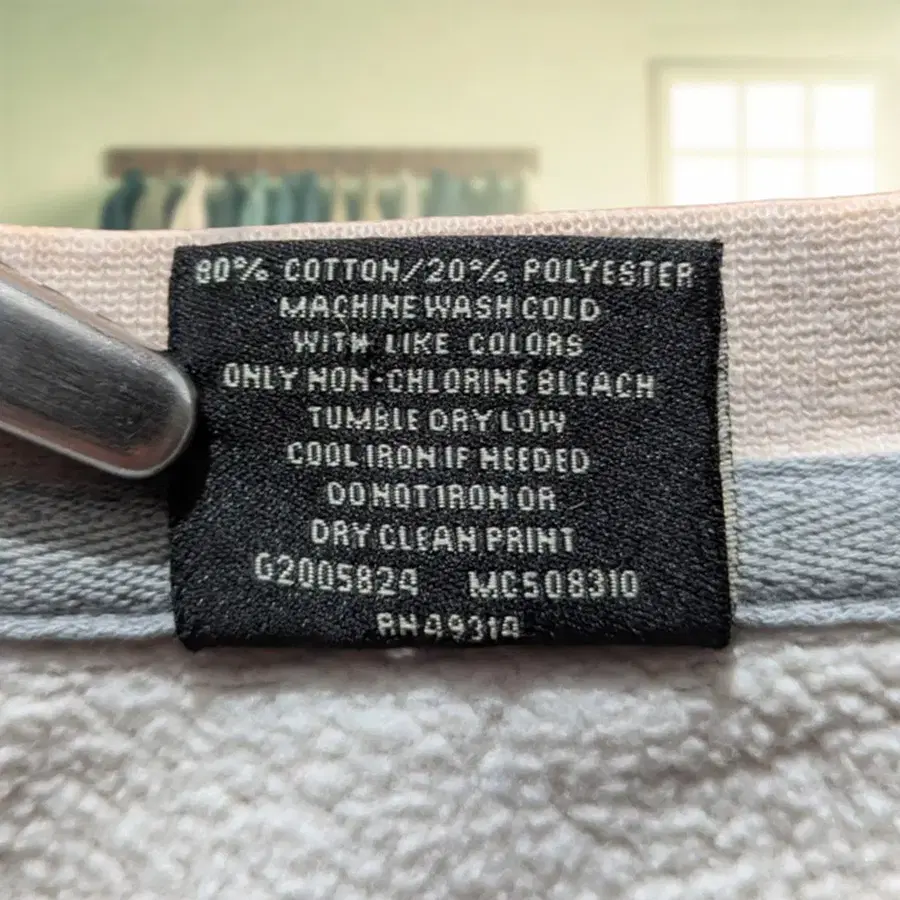 80% COTTON/20% POLYESTER
MACHINE WASH COLD
WITH LIKE COLORS
ONLY NON-CHLORINE BLEACH
TUMBLE DRY LOW
COOL IRON IF NEEDED
DO NOT IRON OR
DRY CLEAN PRINT
G2005824 MC508310
RN49314